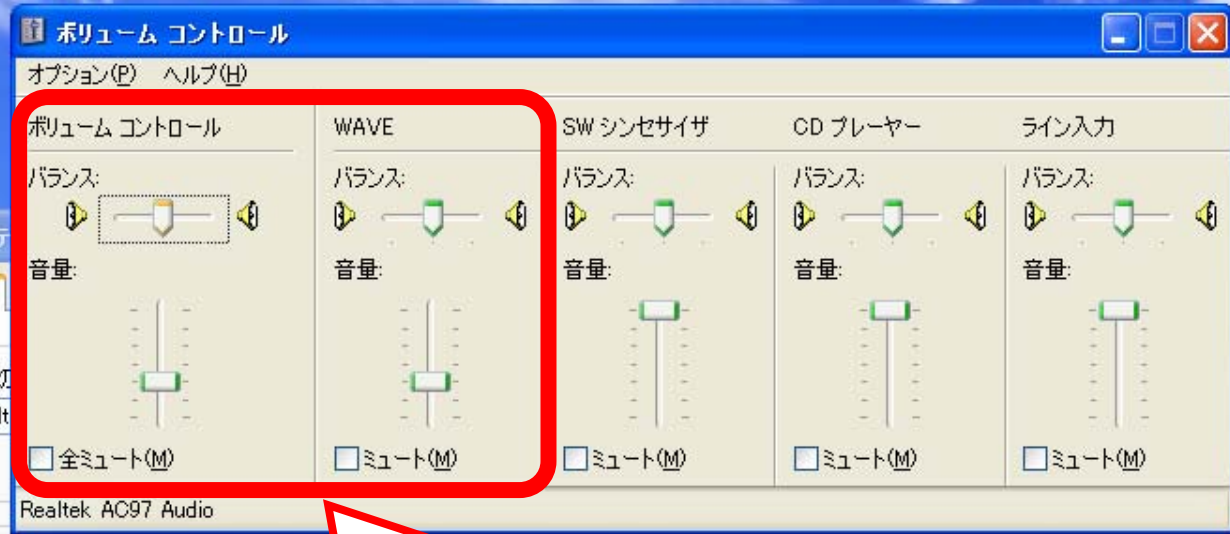 ボリューム コントロール
オプション(P) ヘルプ(H)
ボリューム コントロール
WAVE
SW シンセサイザ
CD プレーヤー
ライン入力
バランス:
バランス:
バランス:
バランス:
バランス:
音量:
音量:
音量:
音量:
音量:
全ミュート(M)
ミュート(M)
ミュート(M)
ミュート(M)
ミュート(M)
Realtek AC97 Audio